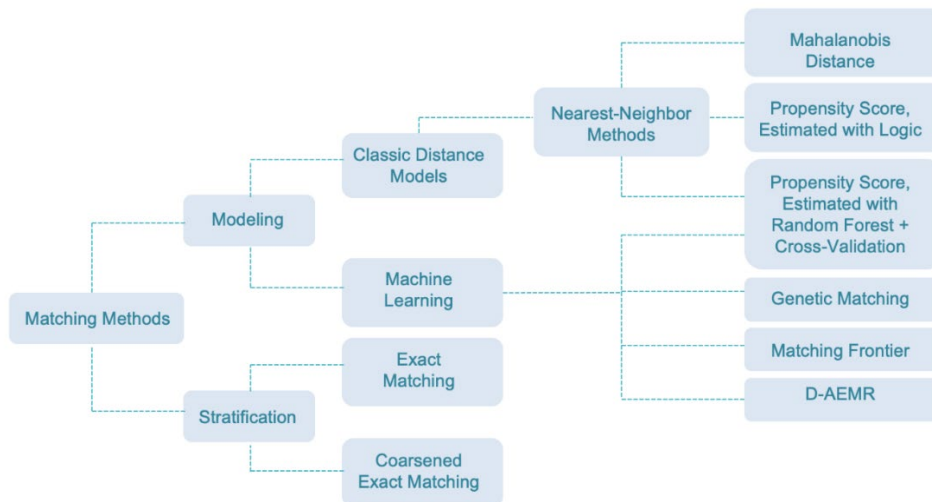 Matching Methods
Modeling
Stratification
Classic Distance
Models
Machine
Learning
Exact
Matching
Coarsened
Exact Matching
Nearest-Neighbor
Methods
Mahalanobis
Distance
Propensity Score,
Estimated with Logic
Propensity Score,
Estimated with
Random Forest +
Cross-Validation
Genetic Matching
Matching Frontier
D-AEMR